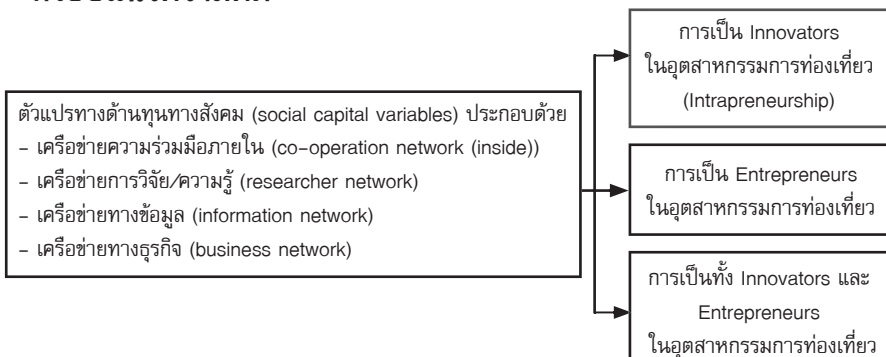 ตัวแปรทางด้านทุนทางสังคม (social capital variables) ประกอบด้วย
– เครือข่ายความร่วมมือภายใน (co-operation network (inside))
– เครือข่ายการวิจัย/ความรู้ (researcher network)
– เครือข่ายทางข้อมูล (information network)
– เครือข่ายทางธุรกิจ (business network)
การเป็น Innovators
ในอุตสาหกรรมการท่องเที่ยว
(Intrapreneurship)
การเป็น Entrepreneurs
ในอุตสาหกรรมการท่องเที่ยว
การเป็นทั้ง Innovators และ
Entrepreneurs
ในอุตสาหกรรมการท่องเที่ยว